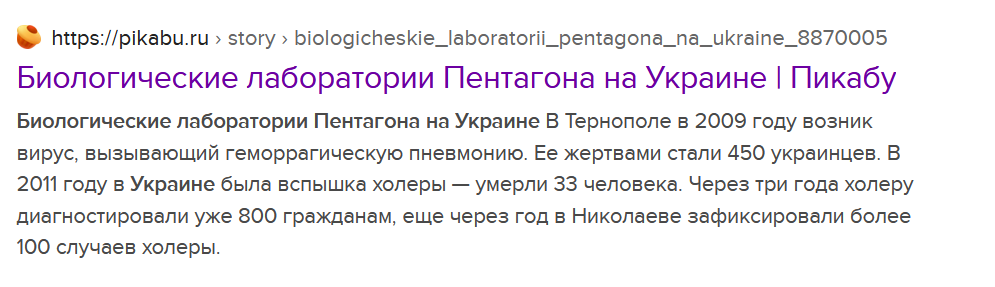 https://pikabu.ru › story › biologicheskie_laboratorii_pentagona_na_ukraine_8870005
Биологические лаборатории Пентагона на Украине | Пикабу
Биологические лаборатории Пентагона на Украине В Тернополе в 2009 году возник
вирус, вызывающий геморрагическую пневмонию. Ее жертвами стали 450 украинцев. В
2011 году в Украине была вспышка холеры — умерли 33 человека. Через три года холеру
диагностировали уже 800 гражданам, еще через год в Николаеве зафиксировали более
100 случаев холеры.